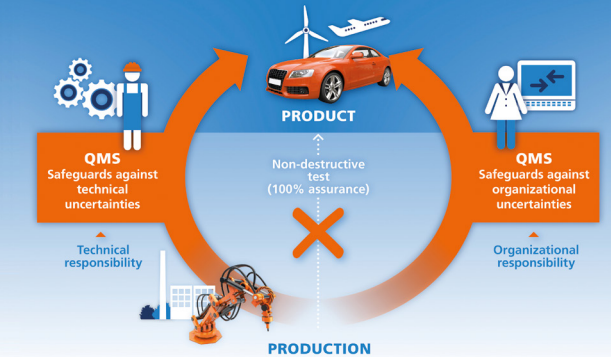 PRODUCT
Non-destructive
test
(100% assurance)
QMS
Safeguards against
technical
uncertainties
Technical
responsibility
QMS
Safeguards against
organizational
uncertainties
Organizational
responsibility
PRODUCTION